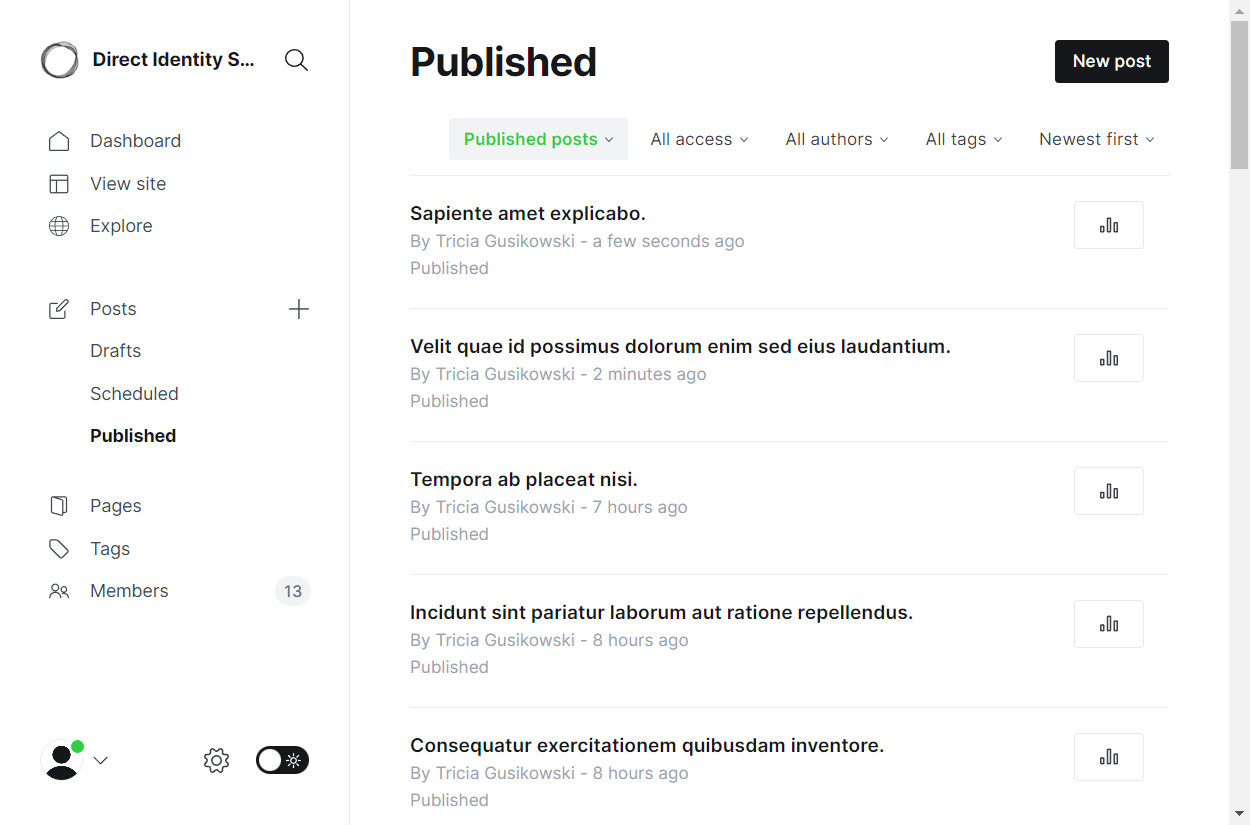 Direct Identity S...
Dashboard
View site
Explore
Posts
Drafts
Scheduled
Published
Pages
Tags
Members
13
Published
New post
Published posts
All access
All authors
All tags
Newest first
Sapiente amet explicabo.
By Tricia Gusikowski - a few seconds ago
Published
Velit quae id possimus dolorum enim sed eius laudantium.
By Tricia Gusikowski - 2 minutes ago
Published
Tempora ab placeat nisi.
By Tricia Gusikowski - 7 hours ago
Published
Incidunt sint pariatur laborum aut ratione repellendus.
By Tricia Gusikowski - 8 hours ago
Published
Consequatur exercitationem quibusdam inventore.
By Tricia Gusikowski - 8 hours ago
Published